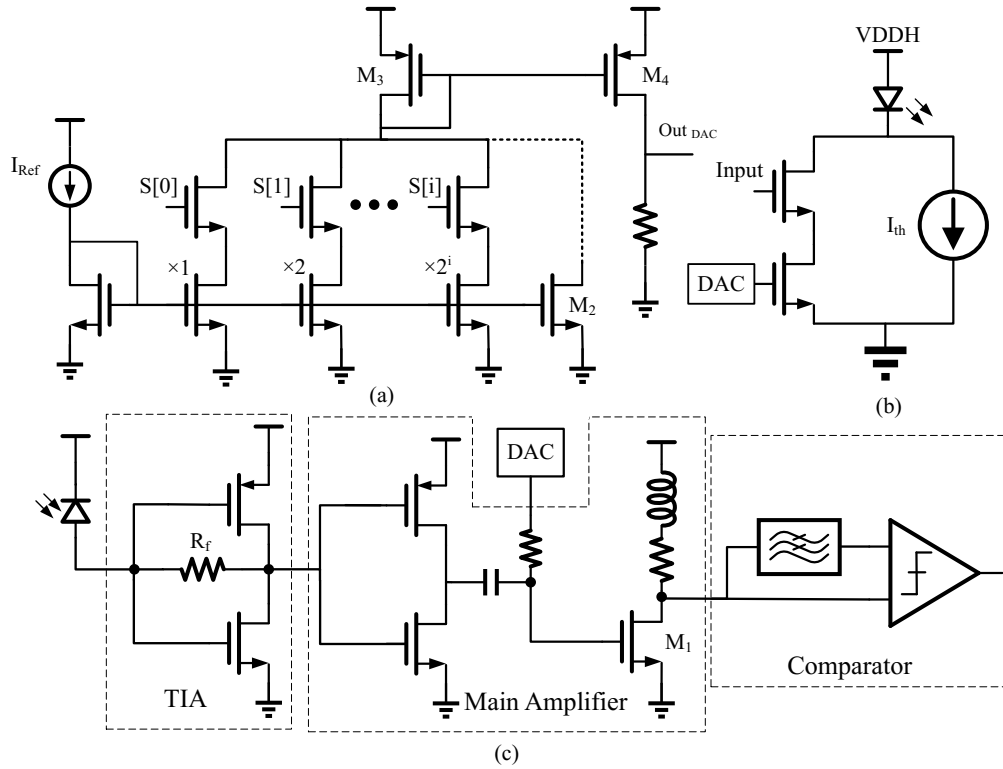 M3
M4
VDDH
IRef
Out DAC
S[0]
S[1]
S[i]
Input
Ith
×1
×2
×2^i
M2
DAC
(a)
(b)
DAC
Rf
M1
TIA
Main Amplifier
Comparator
(c)